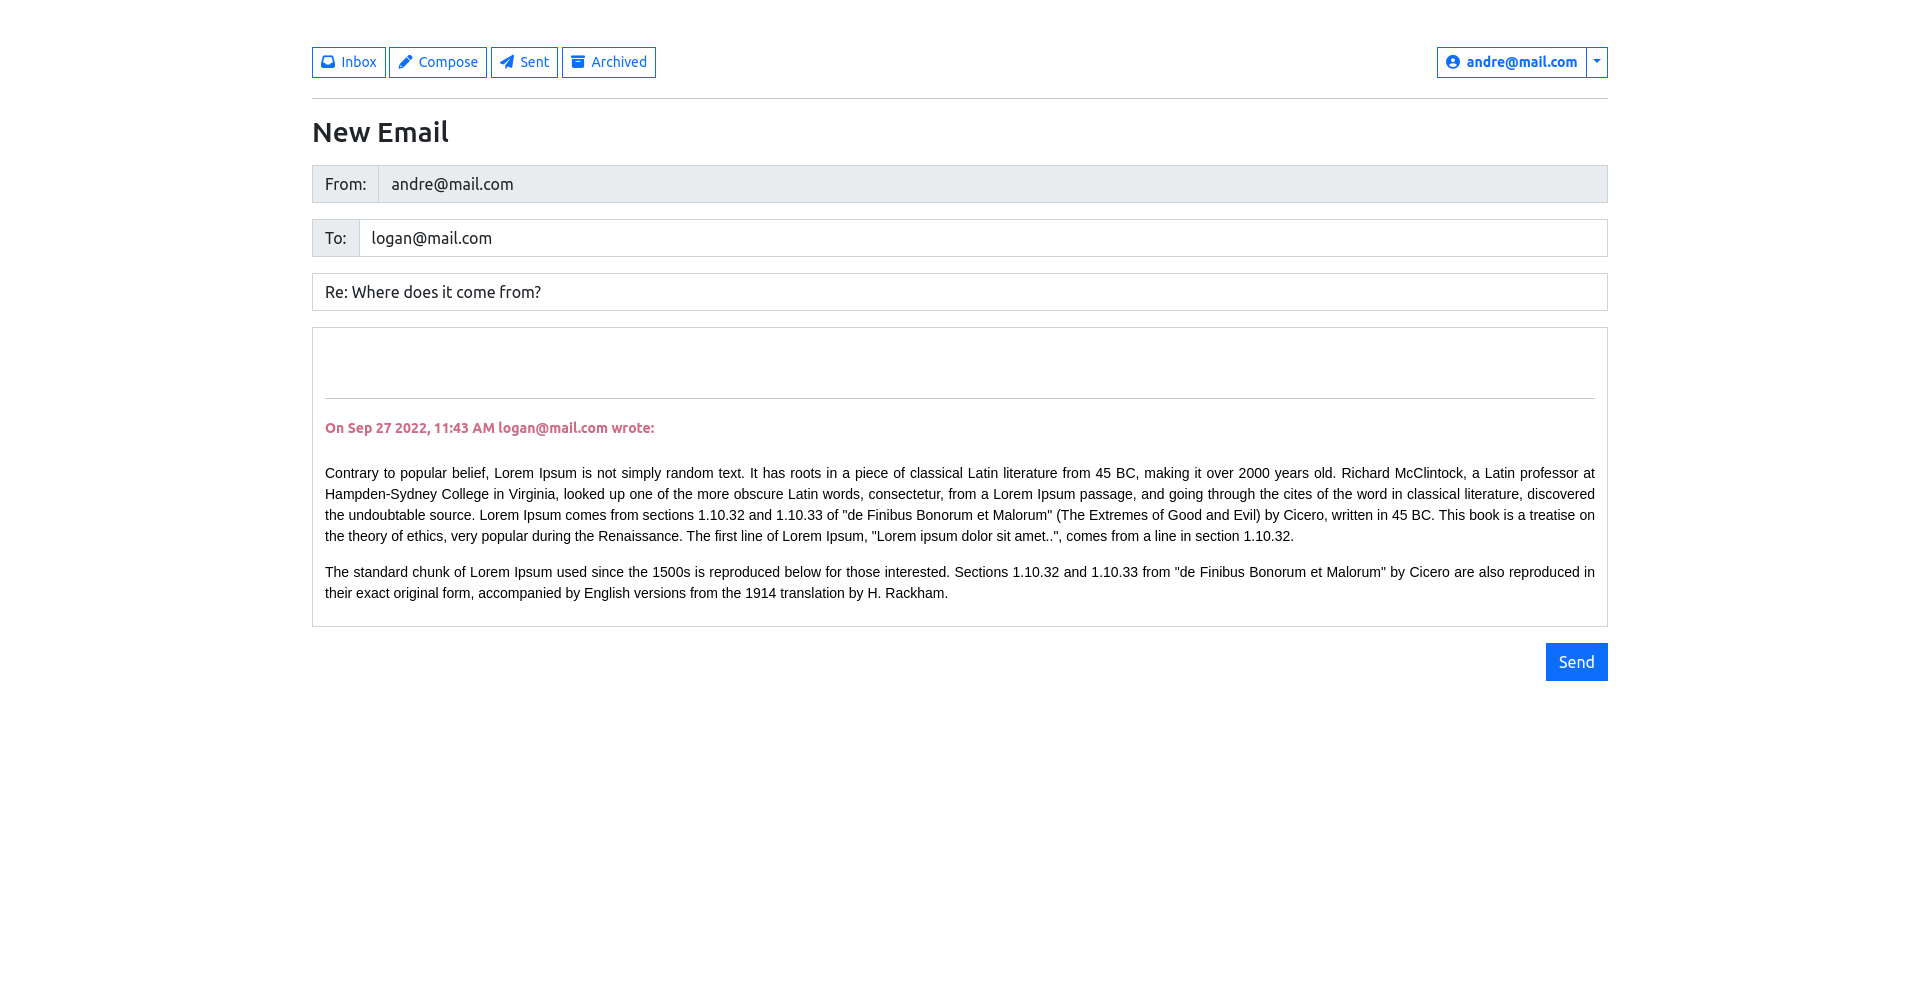 Inbox Compose Sent Archived andre@mail.com
New Email
From: andre@mail.com
To: logan@mail.com
Re: Where does it come from?
On Sep 27 2022, 11:43 AM logan@mail.com wrote:
Contrary to popular belief, Lorem Ipsum is not simply random text. It has roots in a piece of classical Latin literature from 45 BC, making it over 2000 years old. Richard McClintock, a Latin professor at
Hampden-Sydney College in Virginia, looked up one of the more obscure Latin words, consectetur, from a Lorem Ipsum passage, and going through the cites of the word in classical literature, discovered
the undoubtable source. Lorem Ipsum comes from sections 1.10.32 and 1.10.33 of "de Finibus Bonorum et Malorum" (The Extremes of Good and Evil) by Cicero, written in 45 BC. This book is a treatise on
the theory of ethics, very popular during the Renaissance. The first line of Lorem Ipsum, "Lorem ipsum dolor sit amet..", comes from a line in section 1.10.32.
The standard chunk of Lorem Ipsum used since the 1500s is reproduced below for those interested. Sections 1.10.32 and 1.10.33 from "de Finibus Bonorum et Malorum" by Cicero are also reproduced in
their exact original form, accompanied by English versions from the 1914 translation by H. Rackham.
Send